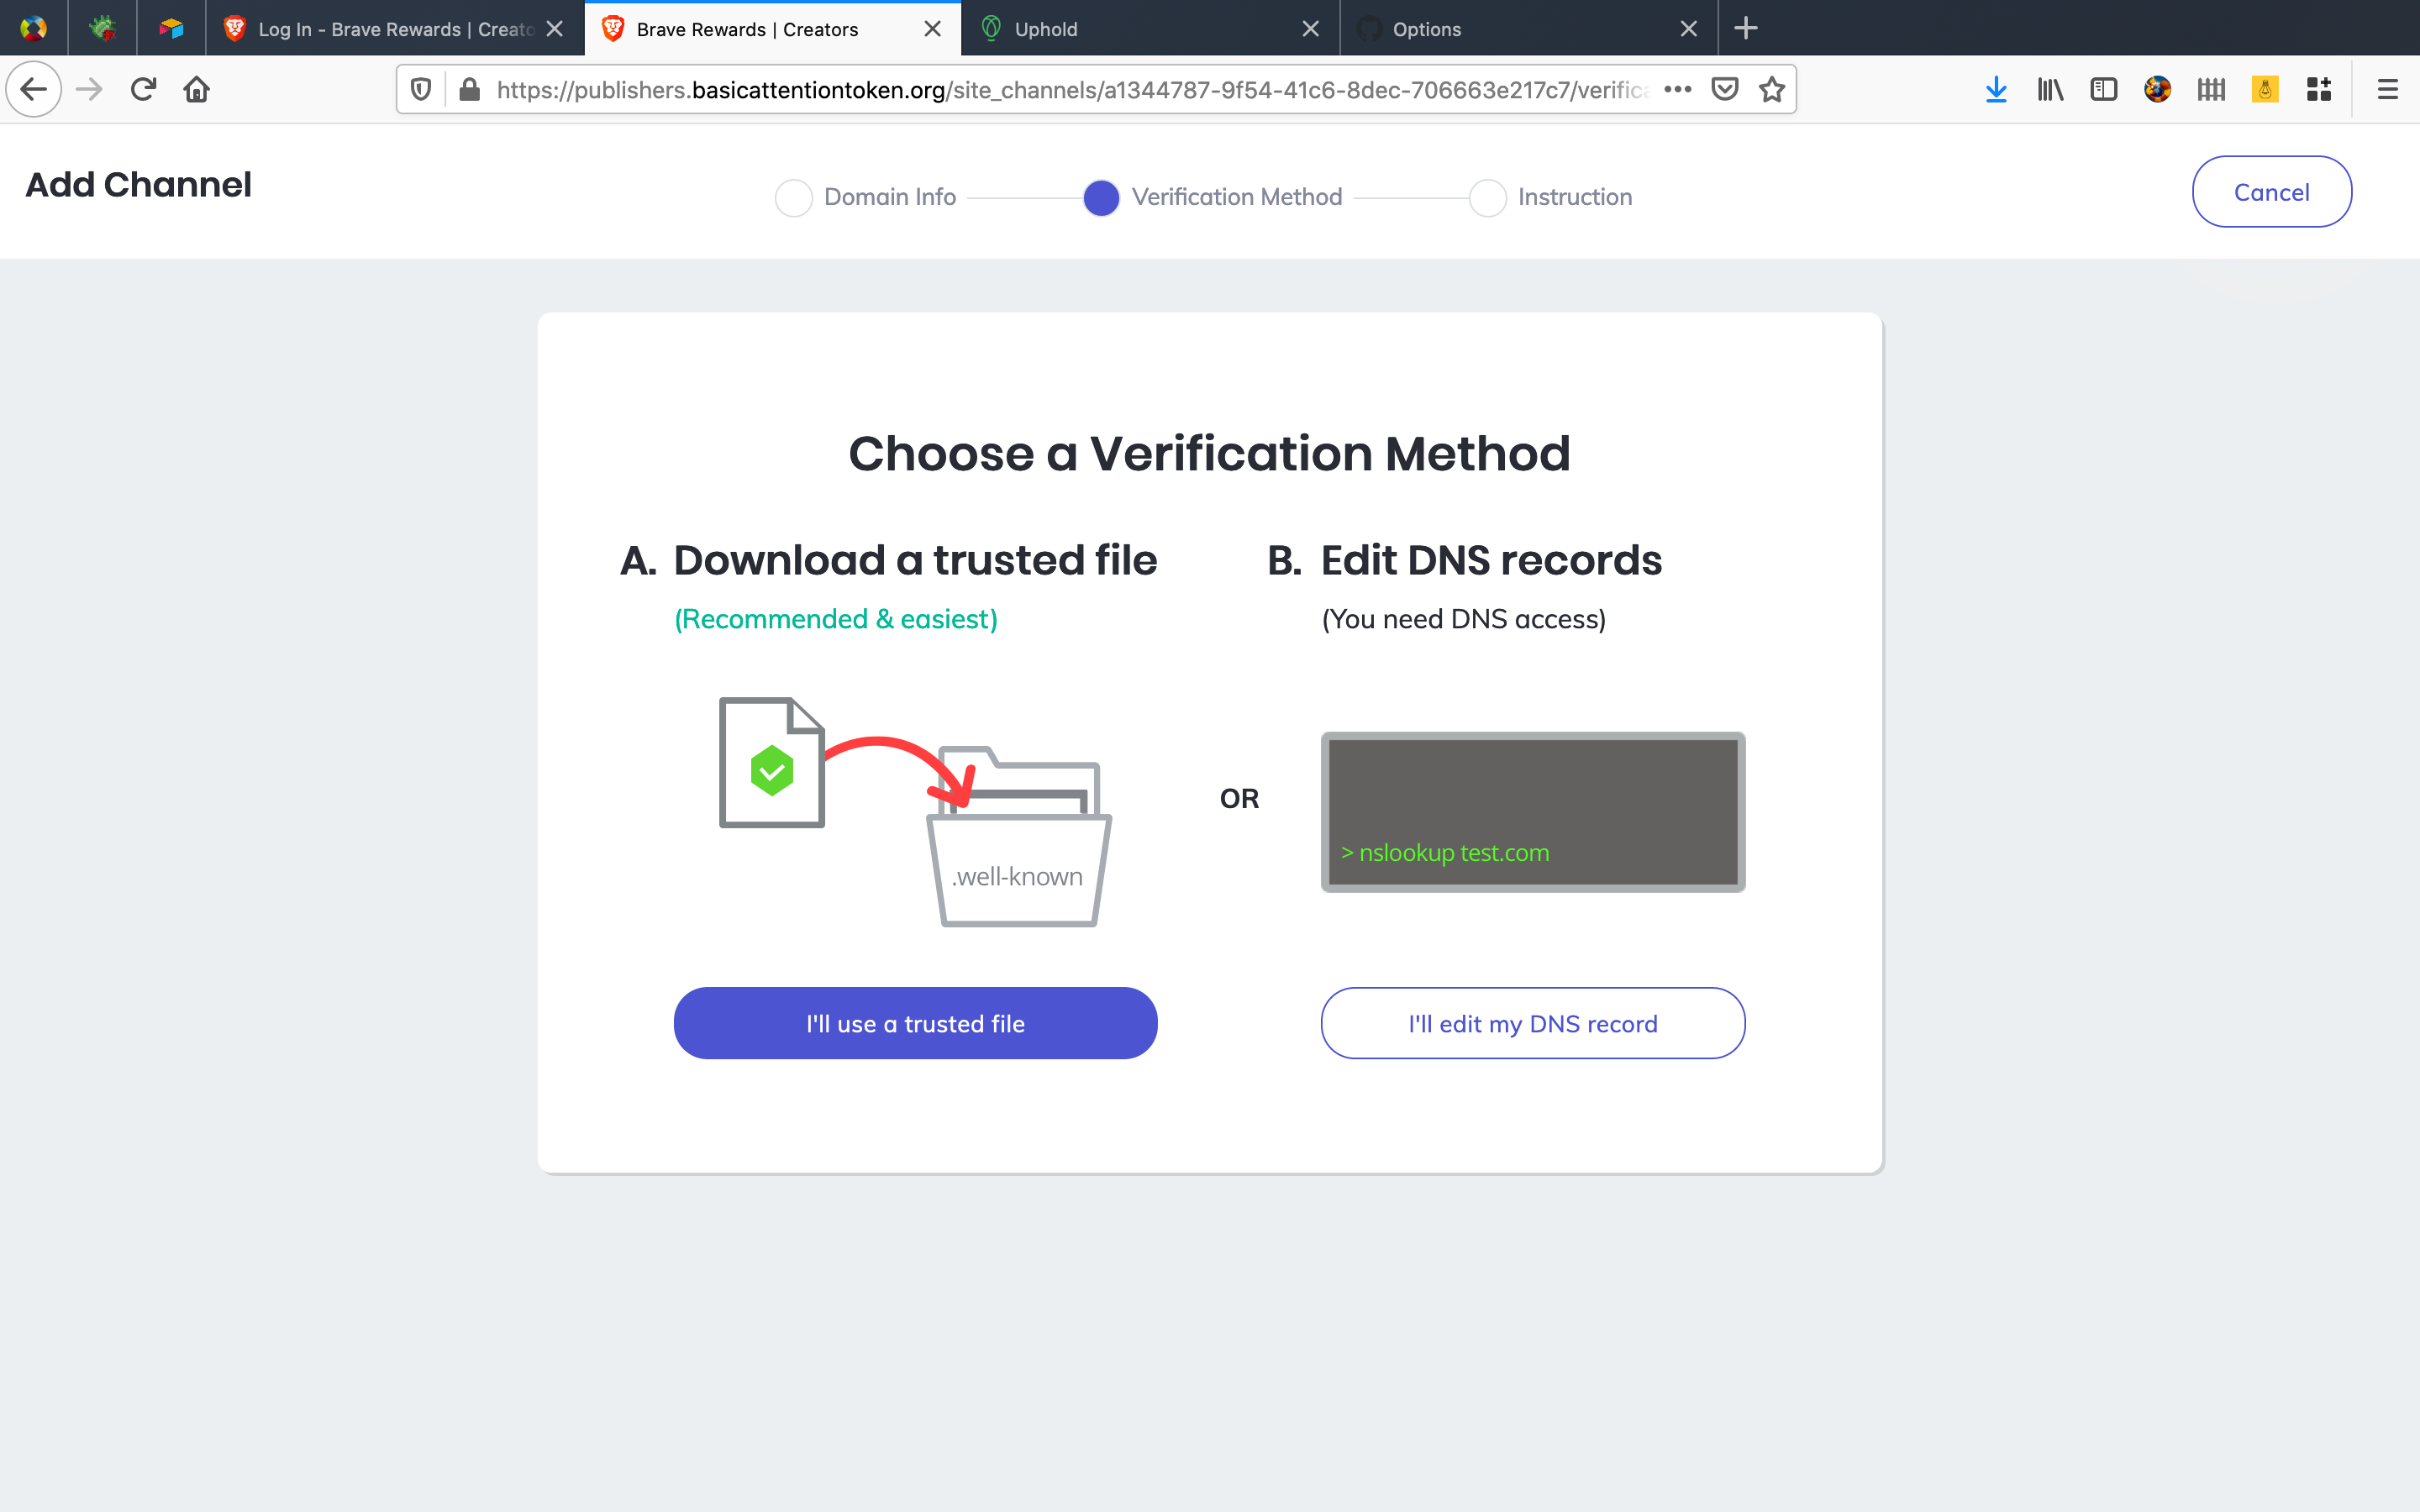 Log In - Brave Rewards | Creato
Brave Rewards | Creators
Uphold
Options
https://publishers.basicattentiontoken.org/site_channels/a1344787-9f54-41c6-8dec-706663e217c7/verifica
Add Channel
Domain Info
Verification Method
Instruction
Cancel
Choose a Verification Method
A. Download a trusted file
(Recommended & easiest)
.well-known
I'll use a trusted file
OR
B. Edit DNS records
(You need DNS access)
> nslookup test.com
I'll edit my DNS record